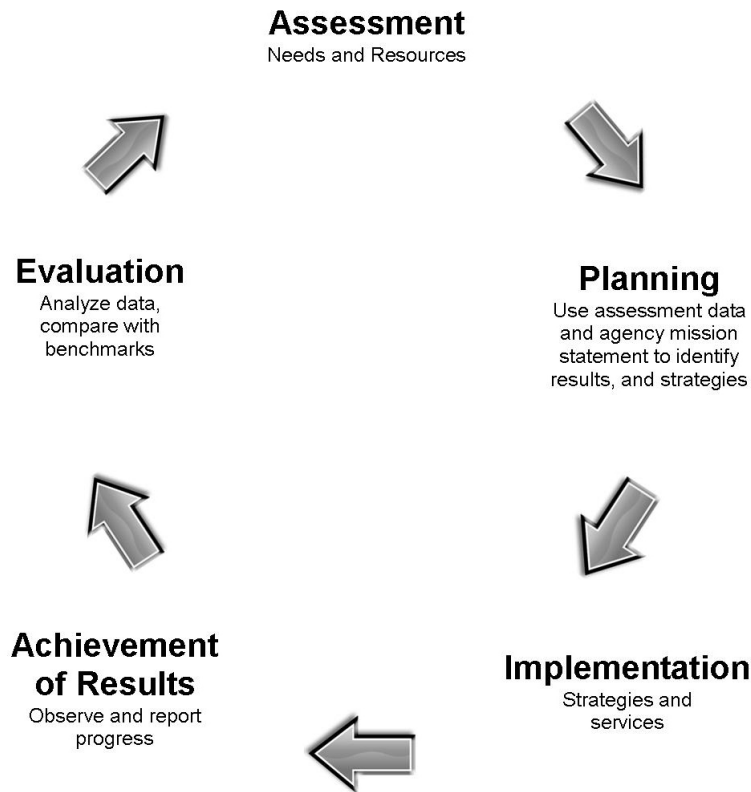 Assessment
Needs and Resources
Planning
Use assessment data
and agency mission
statement to identify
results, and strategies
Implementation
Strategies and
services
Achievement
of Results
Observe and report
progress
Evaluation
Analyze data,
compare with
benchmarks